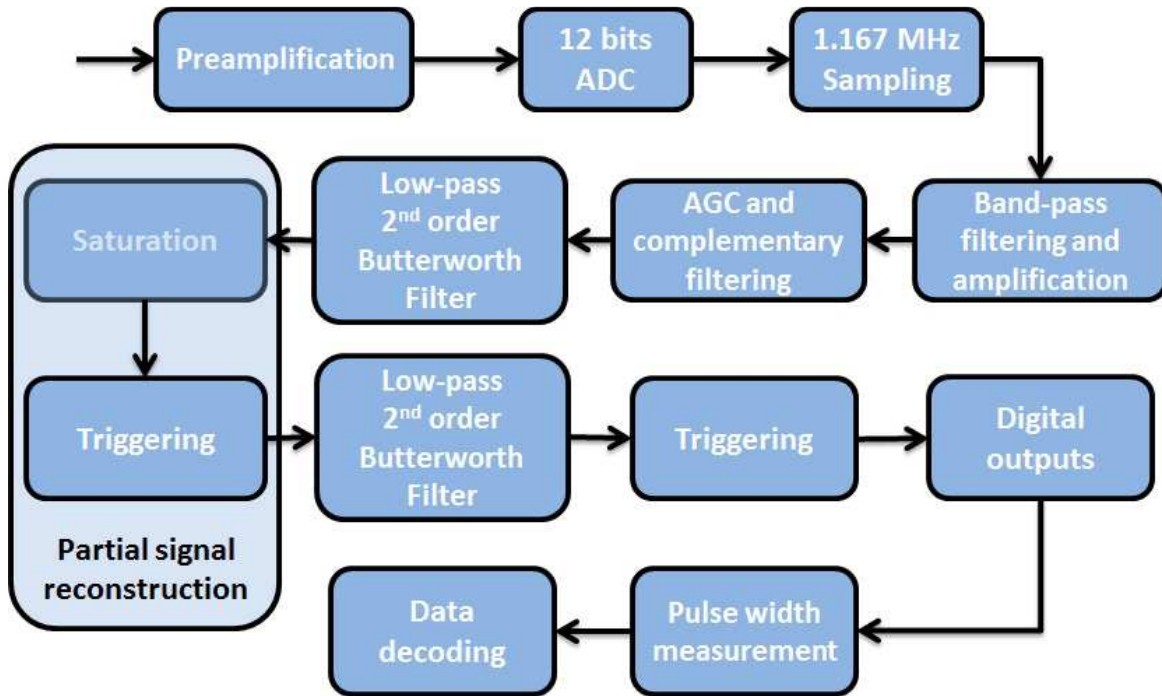 Preamplification
12 bits
ADC
1.167 MHz
Sampling
Band-pass
filtering and
amplification
AGC and
complementary
filtering
Low-pass
2nd order
Butterworth
Filter
Saturation
Triggering
Partial signal
reconstruction
Low-pass
2nd order
Butterworth
Filter
Triggering
Digital
outputs
Pulse width
measurement
Data
decoding